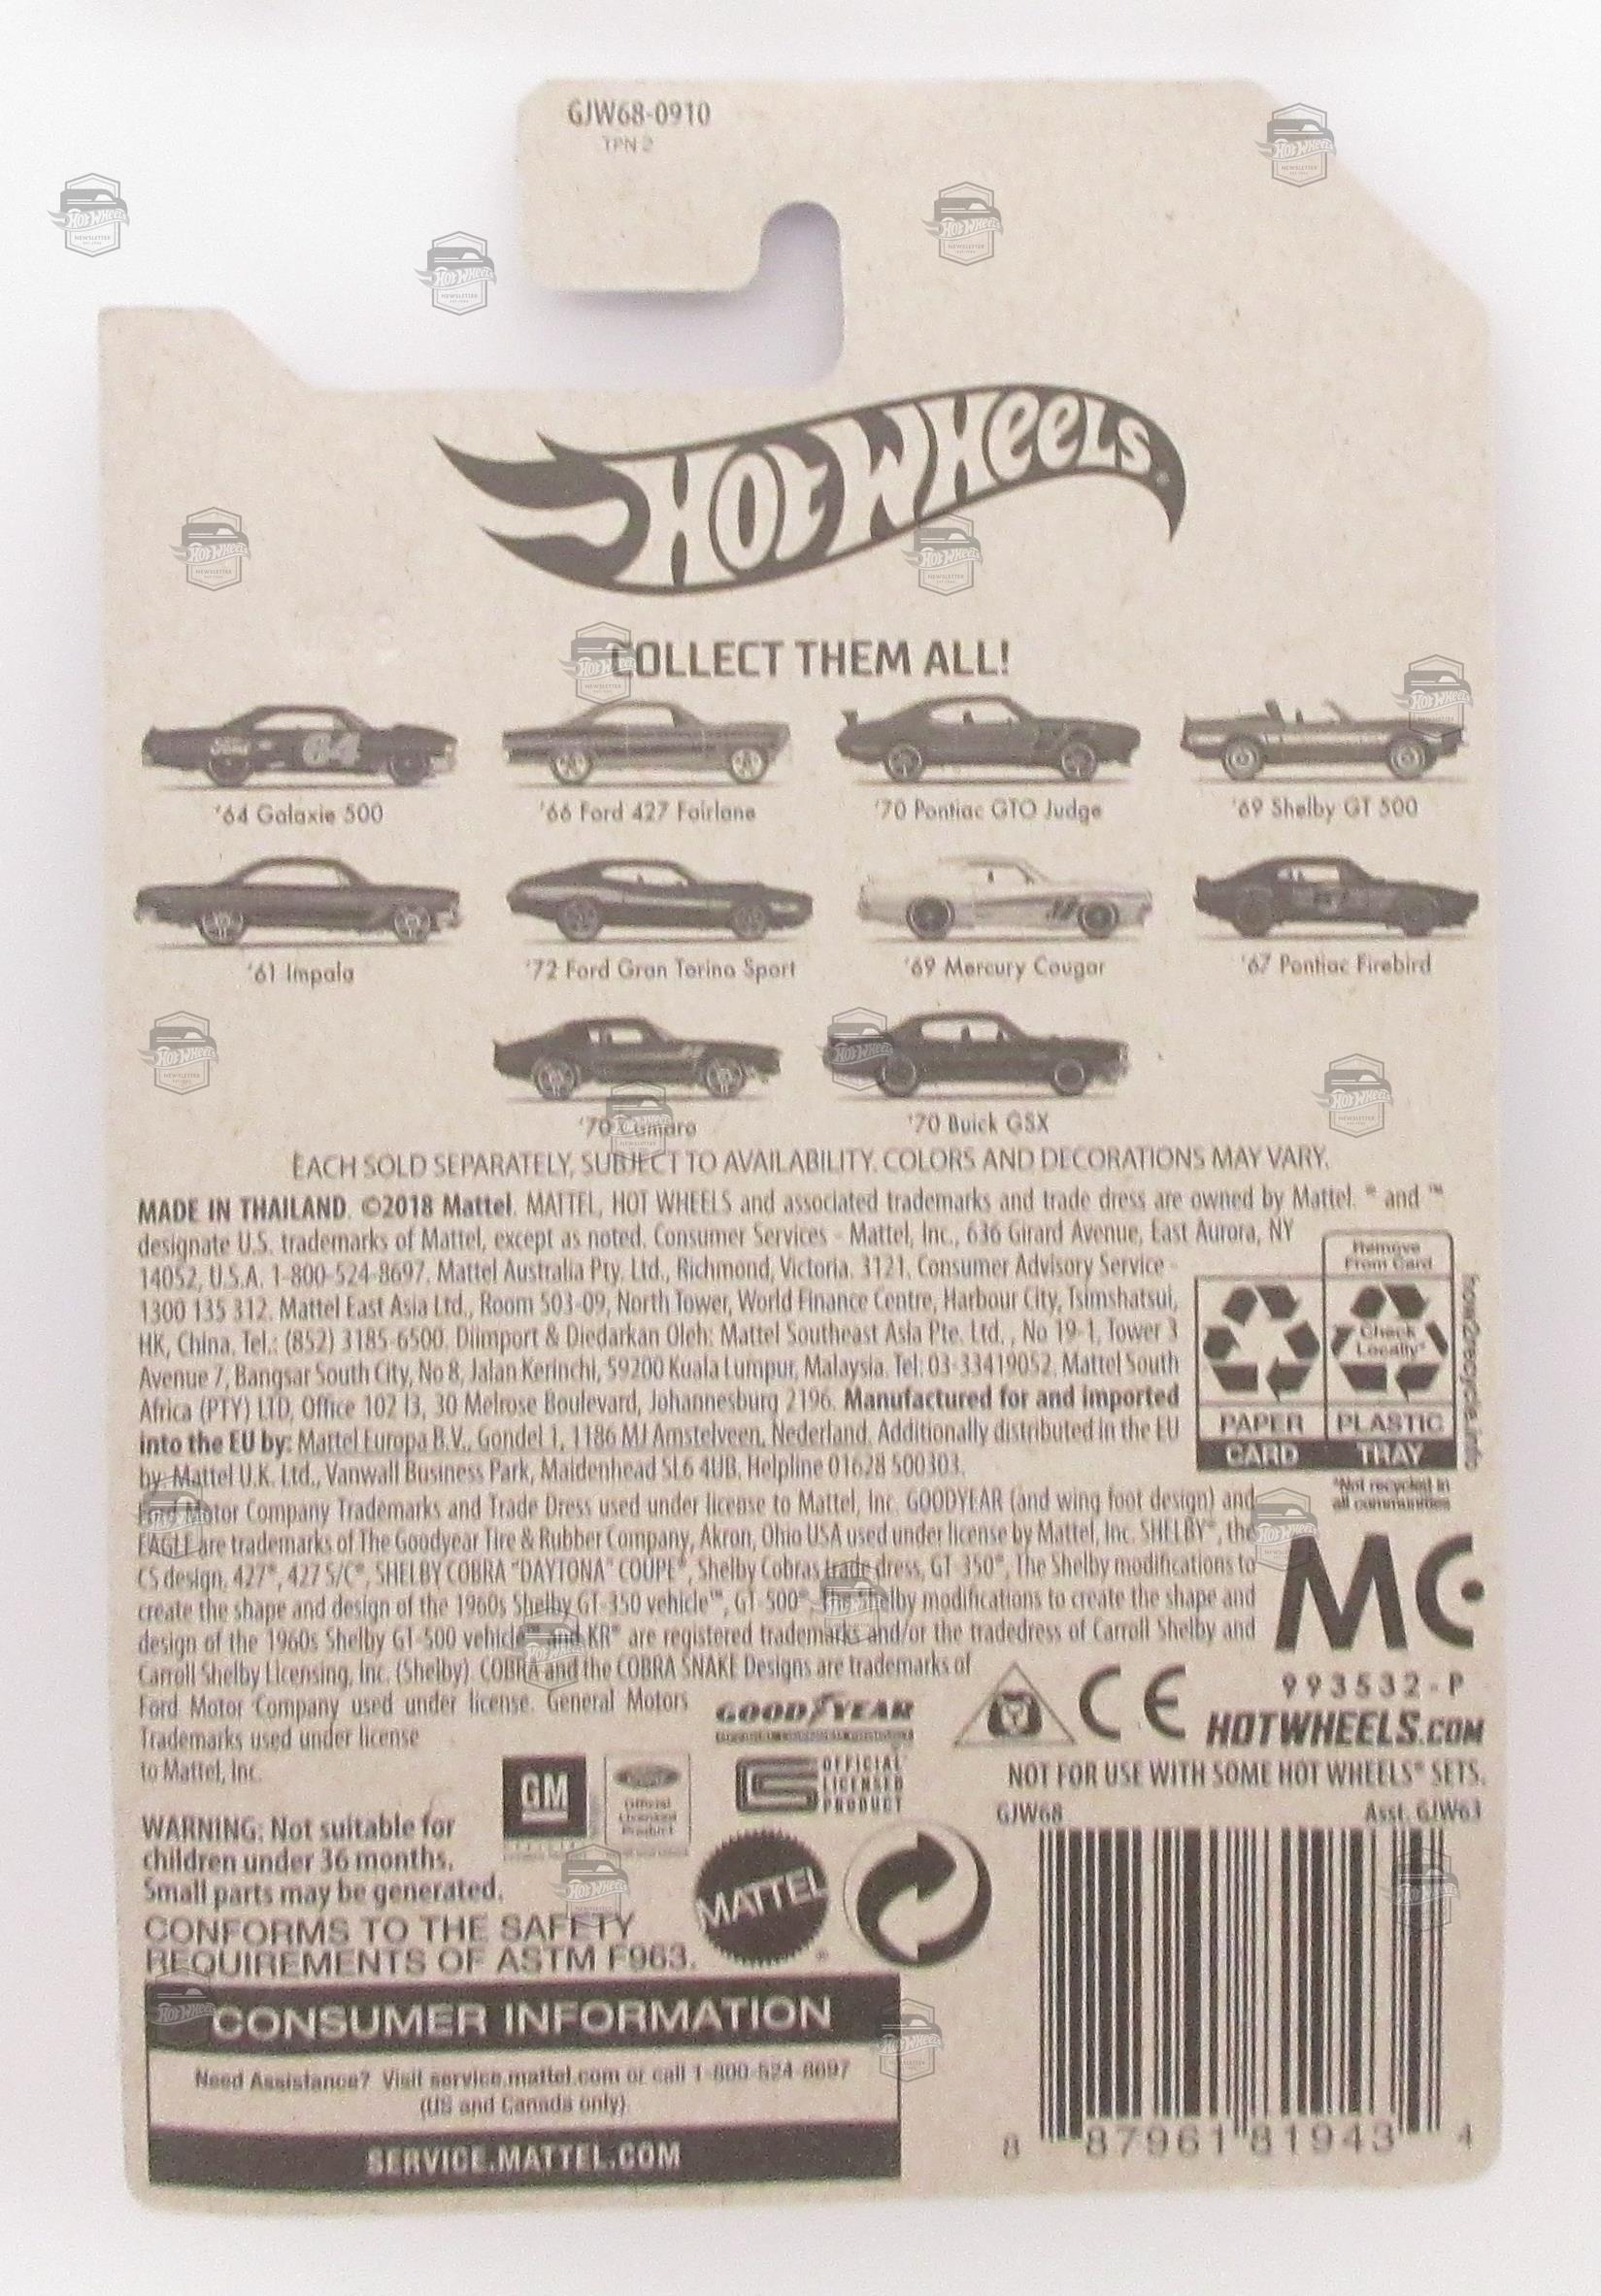 GJW68-0910
TPN 2
HOT WHEELS®
COLLECT THEM ALL!
'64 Galaxie 500
'66 Ford 427 Fairlane
'70 Pontiac GTO Judge
'69 Shelby GT 500
'61 Impala
'72 Ford Gran Torino Sport
'69 Mercury Cougar
'67 Pontiac Firebird
'70 Camaro
'70 Buick GSX
EACH SOLD SEPARATELY, SUBJECT TO AVAILABILITY. COLORS AND DECORATIONS MAY VARY.
MADE IN THAILAND. ©2018 Mattel. MATTEL, HOT WHEELS and associated trademarks and trade dress are owned by Mattel. ® and ™
designate U.S. trademarks of Mattel, except as noted. Consumer Services - Mattel, Inc., 636 Girard Avenue, East Aurora, NY
14052, U.S.A. 1-800-524-8697. Mattel Australia Pty. Ltd., Richmond, Victoria. 3121. Consumer Advisory Service -
1300 135 312. Mattel East Asia Ltd., Room 503-09, North Tower, World Finance Centre, Harbour City, Tsimshatsui,
HK, China. Tel.: (852) 3185-6500. Diimport & Diedarkan Oleh: Mattel Southeast Asia Pte. Ltd. , No 19-1, Tower 3
Avenue 7, Bangsar South City, No 8, Jalan Kerinchi, 59200 Kuala Lumpur, Malaysia. Tel: 03-33419052. Mattel South
Africa (PTY) LTD, Office 102 I3, 30 Melrose Boulevard, Johannesburg 2196. Manufactured for and imported
into the EU by: Mattel Europa B.V., Gondel 1, 1186 MJ Amstelveen, Nederland. Additionally distributed in the EU
by: Mattel U.K. Ltd., Vanwall Business Park, Maidenhead SL6 4UB. Helpline 01628 500303.
Ford Motor Company Trademarks and Trade Dress used under license to Mattel, Inc. GOODYEAR (and wing foot design) and
EAGLE are trademarks of The Goodyear Tire & Rubber Company, Akron, Ohio USA used under license by Mattel, Inc. SHELBY®, the
CS design, 427®, 427 S/C®, SHELBY COBRA "DAYTONA" COUPE®, Shelby Cobras trade dress, GT-350®, The Shelby modifications to
create the shape and design of the 1960s Shelby GT-350 vehicle™, GT-500®, The Shelby modifications to create the shape and
design of the 1960s Shelby GT-500 vehicle and KR® are registered trademarks and/or the tradedress of Carroll Shelby and
Carroll Shelby Licensing, Inc. (Shelby). COBRA and the COBRA SNAKE Designs are trademarks of
Ford Motor Company used under license. General Motors
Trademarks used under license
to Mattel, Inc.
Remove
From Card
Check
Locally*
how2recycle.info
PAPER
PLASTIC
CARD
TRAY
*Not recycled in
all communities
MC
993532-P
CE
HOTWHEELS.COM
NOT FOR USE WITH SOME HOT WHEELS® SETS.
GJW68
Asst. GJW63
GOODYEAR
GM
Ford
Official
Licensed
Product
OFFICIAL
LICENSED
PRODUCT
WARNING: Not suitable for
children under 36 months.
Small parts may be generated.
MATTEL®
CONFORMS TO THE SAFETY
REQUIREMENTS OF ASTM F963.
CONSUMER INFORMATION
Need Assistance? Visit service.mattel.com or call 1-800-524-8697
(US and Canada only)
SERVICE.MATTEL.COM
8 87961 81943 4